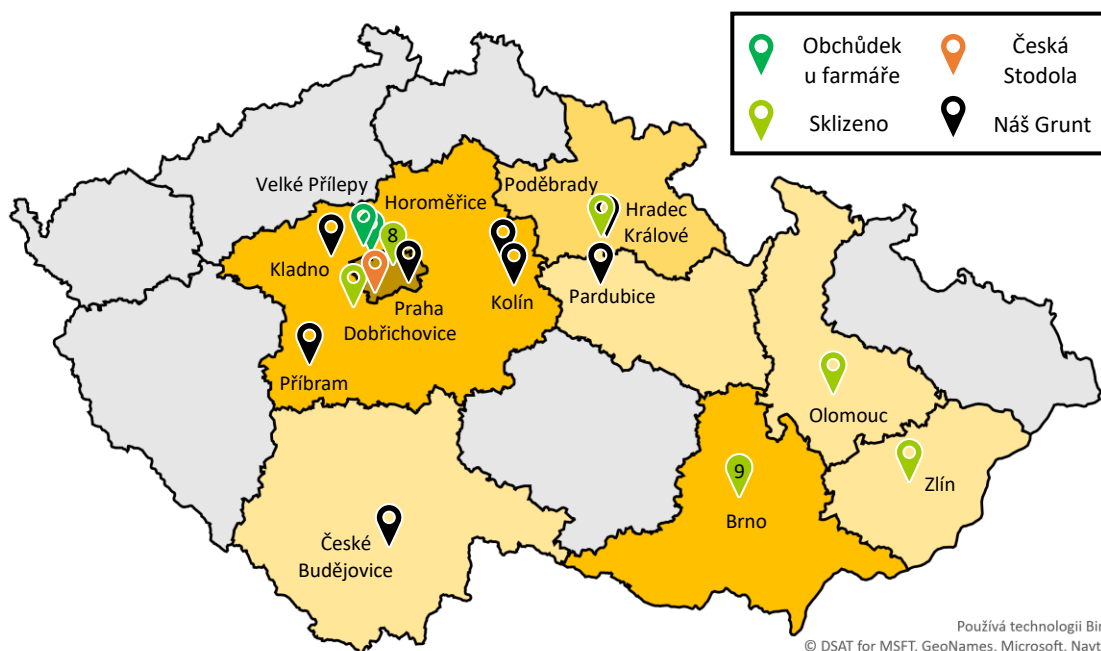 Obchůdek
u farmáře
Česká
Stodola
Sklizeno
Náš Grunt
Velké Přílepy
Horoměřice
Poděbrady
Hradec
Králové
8
Kladno
Praha
Kolín
Pardubice
Dobřichovice
Příbram
Olomouc
9
Zlín
Brno
České
Budějovice
Používá technologii Bin
© DSAT for MSFT, GeoNames, Microsoft, Navt